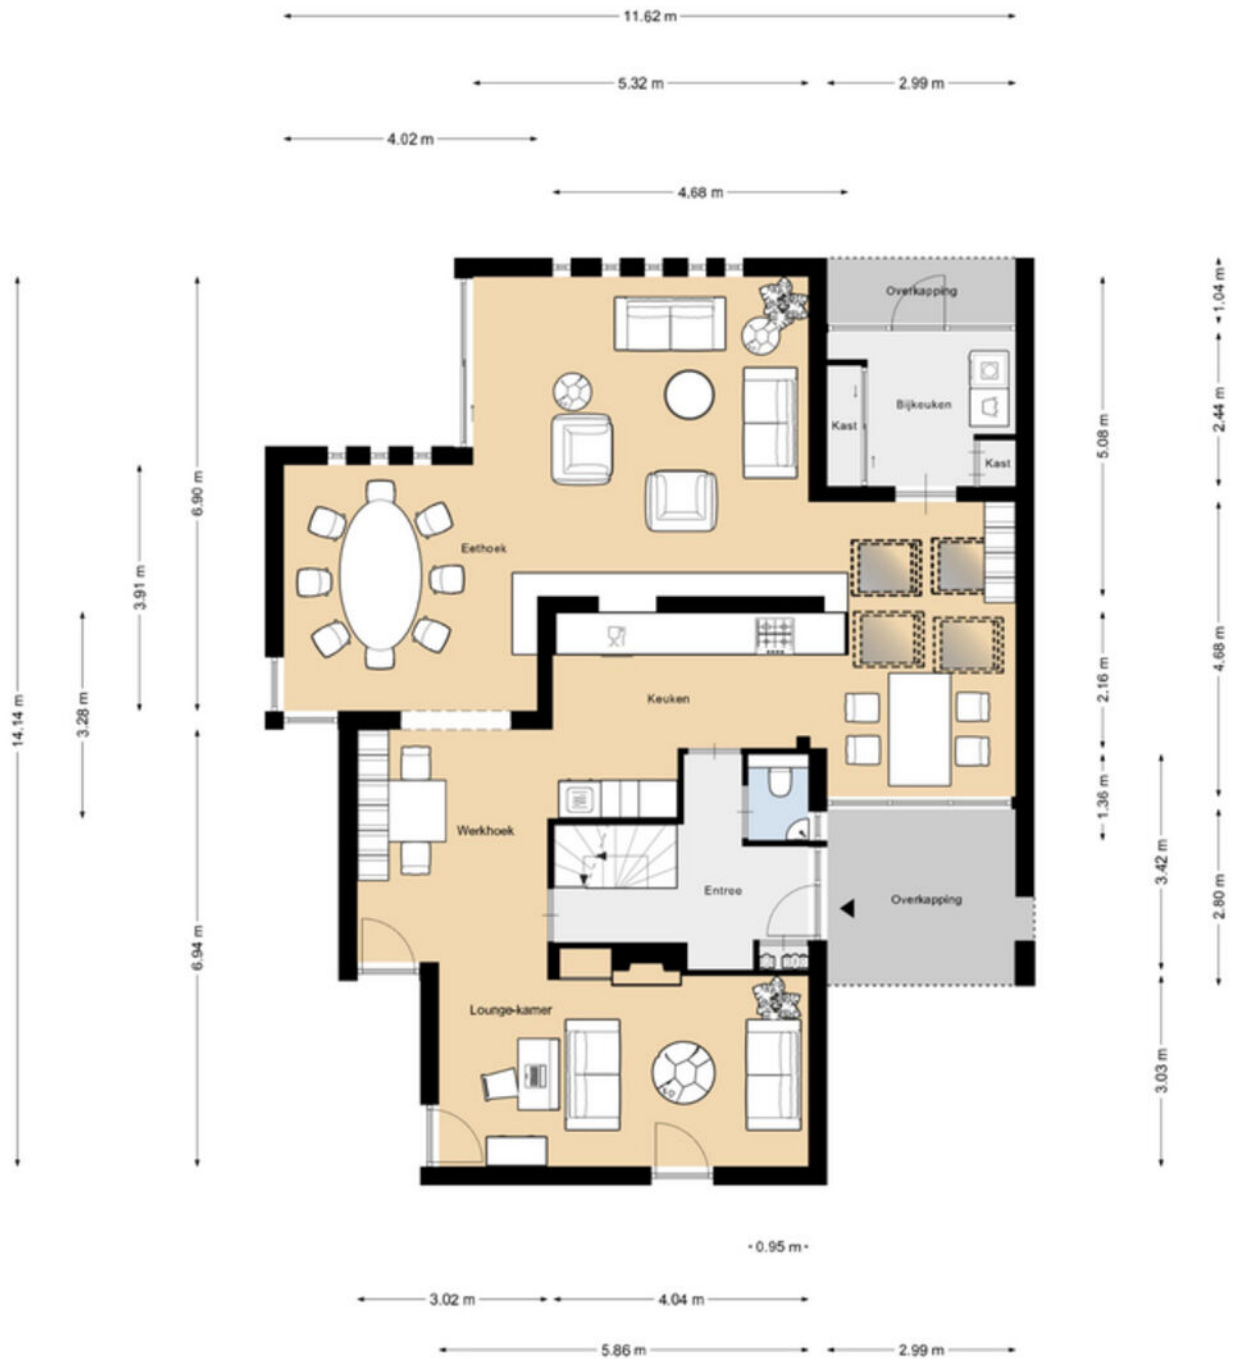 11.62 m
5.32 m
2.99 m
4.02 m
4.68 m
Overkapping
1.04 m
Bijkeuken
Kast
Kast
2.44 m
5.08 m
6.90 m
Eethoek
3.91 m
4.68 m
2.16 m
Keuken
3.28 m
14.14 m
1.36 m
Werkhoek
3.42 m
Entree
Overkapping
2.80 m
6.94 m
Lounge-kamer
3.03 m
0.95 m
3.02 m
4.04 m
5.86 m
2.99 m